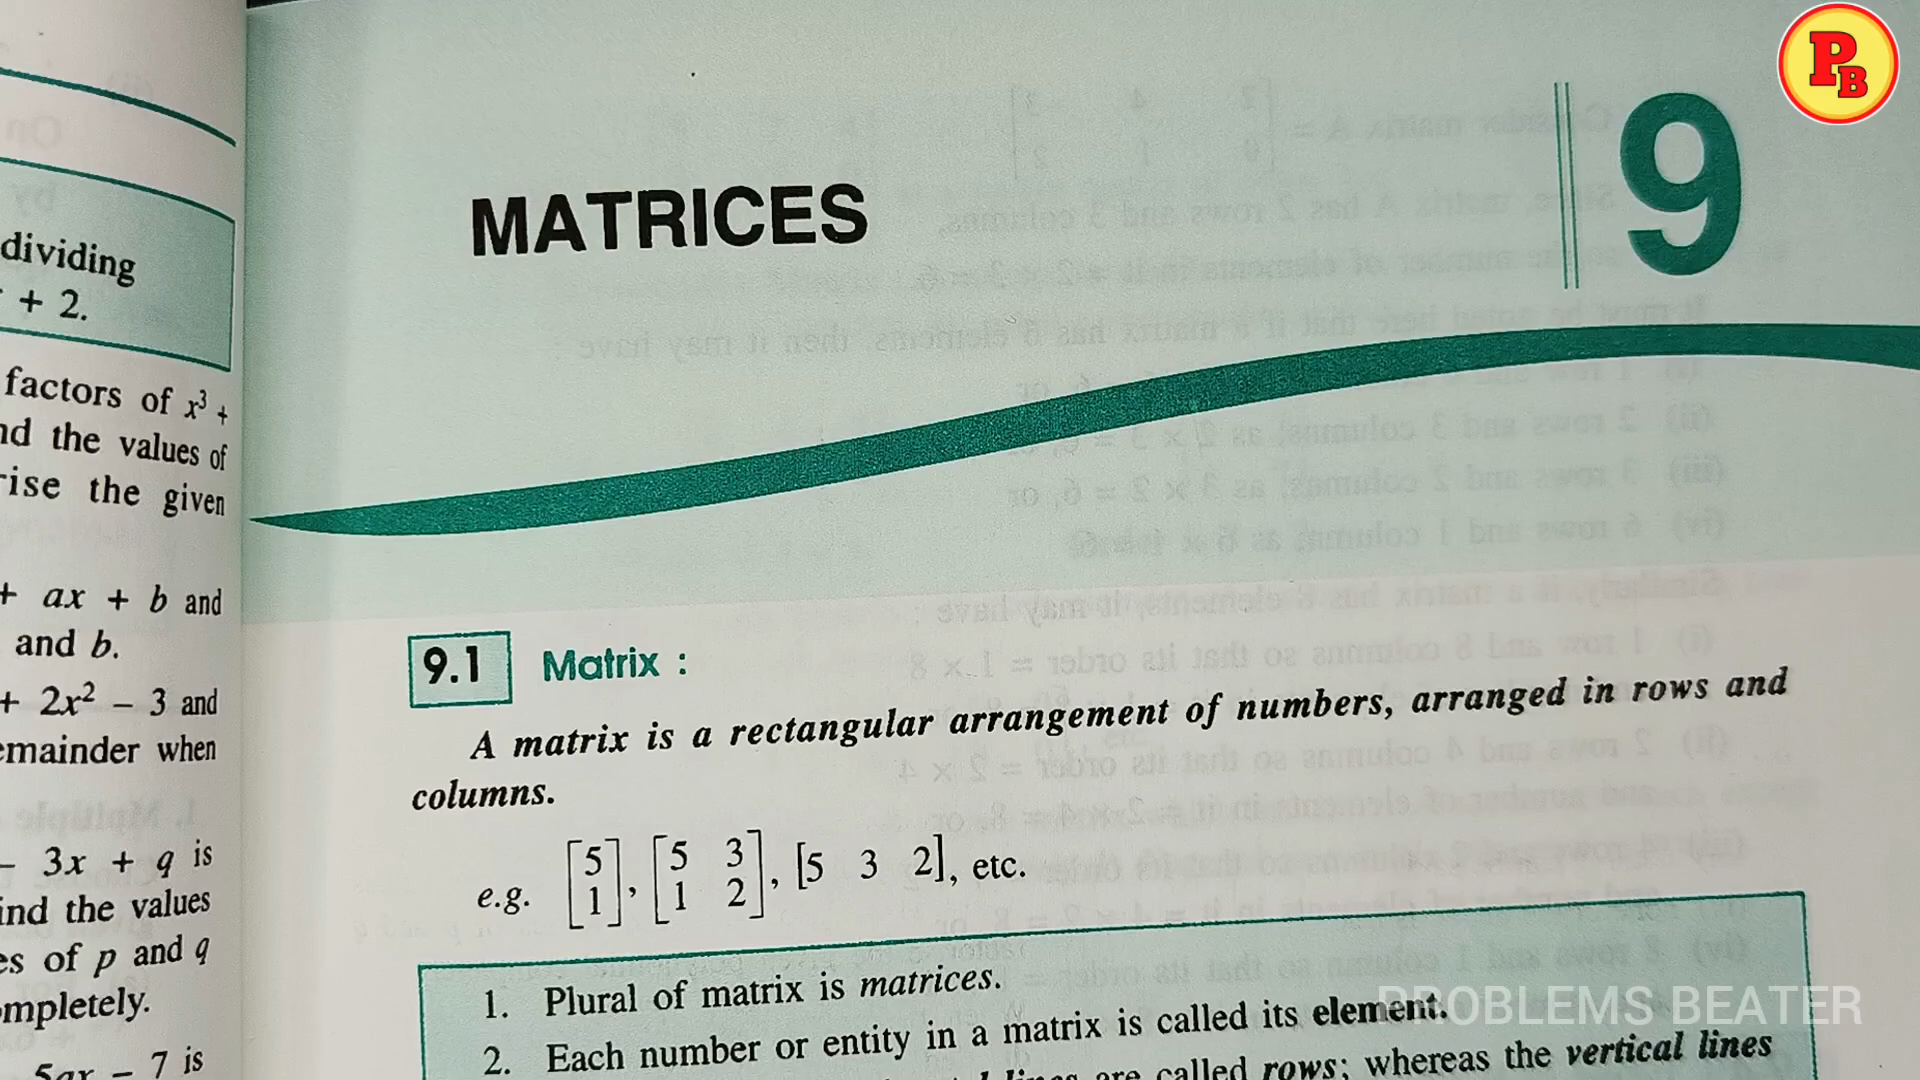 dividing
+ 2.
factors of x³ +
nd the values of
rise the given
+ ax + b and
and b.
+ 2x² – 3 and
emainder when
– 3x + q is
ind the values
es of p and q
mpletely.
5ax – 7 is
PB
9
MATRICES
9.1 Matrix :
A matrix is a rectangular arrangement of numbers, arranged in rows and
columns.
e.g. [5 1], [5 3 1 2], [5 3 2], etc.
1. Plural of matrix is matrices.
2. Each number or entity in a matrix is called its element.
are called rows; whereas the vertical lines
PROBLEMS BEATER